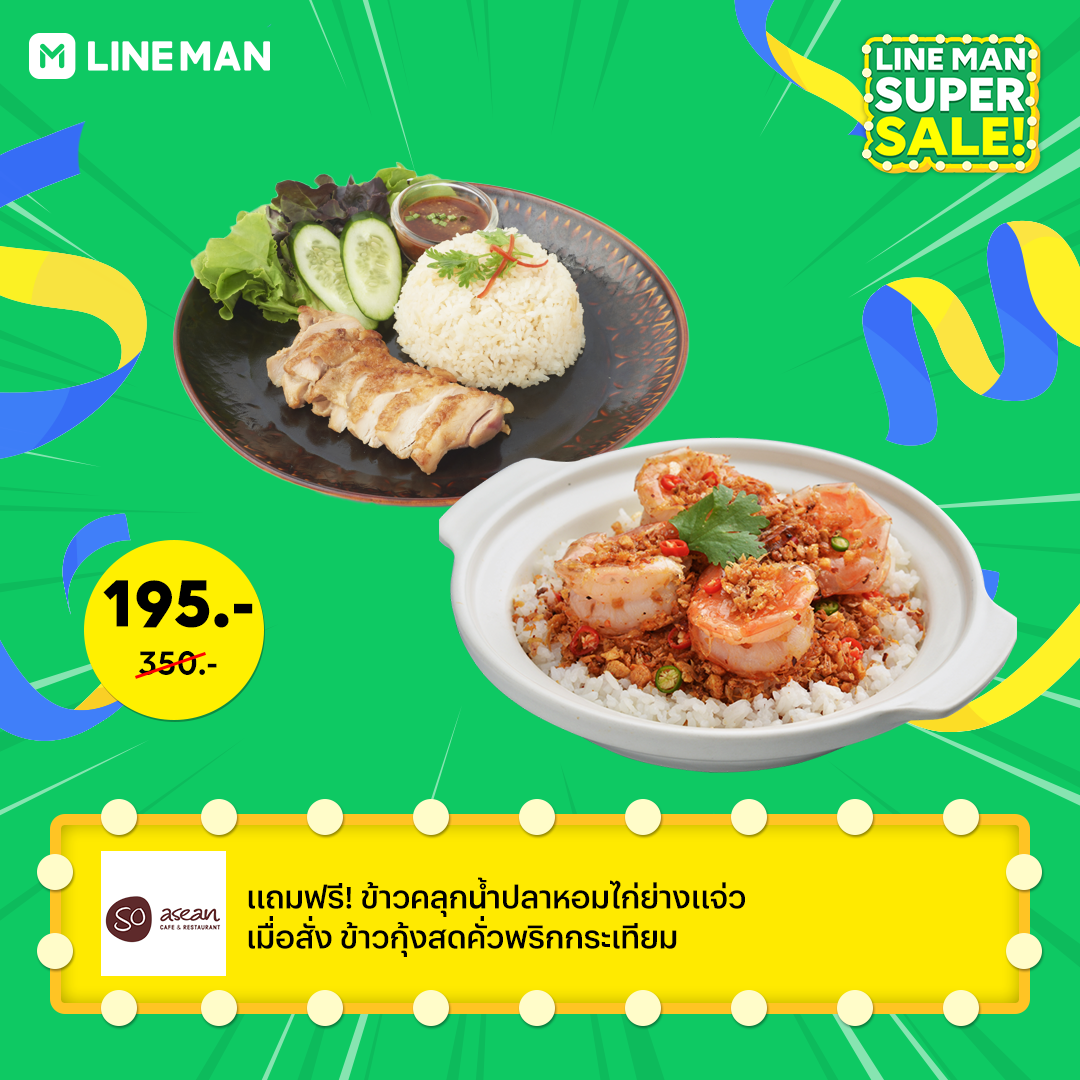 LINE MAN
LINE MAN
SUPER
SALE!
195.-
350.-
so asean
CAFE & RESTAURANT
แถมฟรี! ข้าวคลุกน้ำปลาหอมไก่ย่างแจ่ว
เมื่อสั่ง ข้าวกุ้งสดคั่วพริกกระเทียม